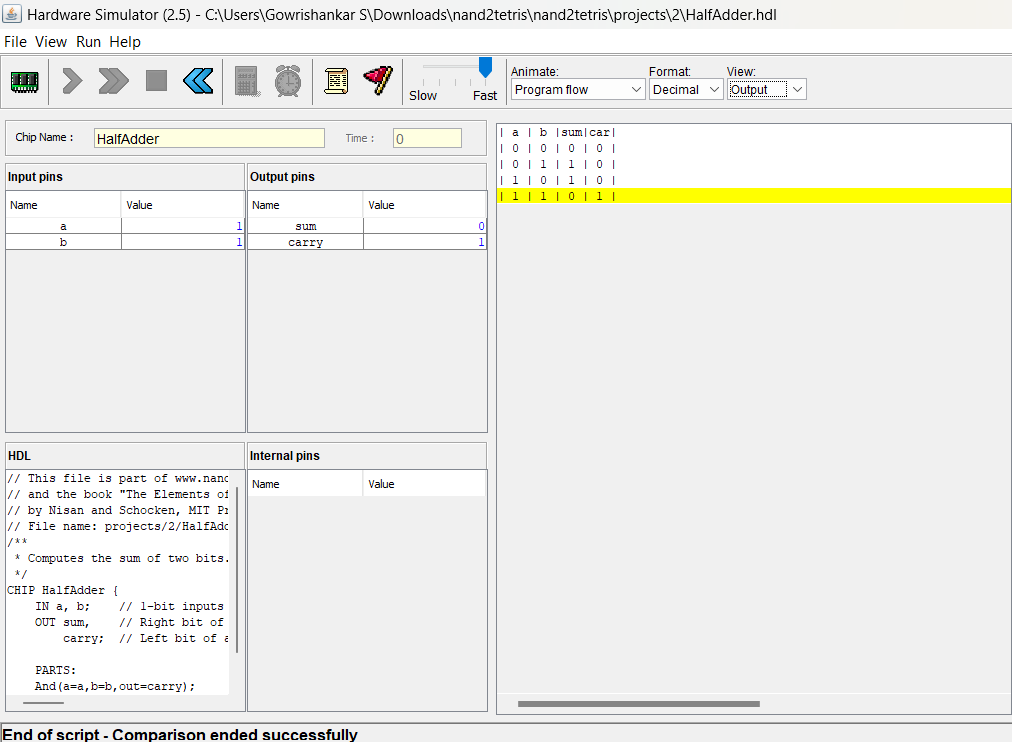 Hardware Simulator (2.5) - C:\Users\Gowrishankar S\Downloads\nand2tetris\nand2tetris\projects\2\HalfAdder.hdl
File View Run Help
Animate: Format: View:
Program flow Decimal Output
Slow Fast
Chip Name : HalfAdder Time : 0
Input pins Output pins
Name Value Name Value
a 1 sum 0
b 1 carry 1
| a | b |sum|car|
| 0 | 0 | 0 | 0 |
| 0 | 1 | 1 | 0 |
| 1 | 0 | 1 | 0 |
| 1 | 1 | 0 | 1 |
HDL
// This file is part of www.nand
// and the book "The Elements of
// by Nisan and Schocken, MIT Pr
// File name: projects/2/HalfAdd
/**
* Computes the sum of two bits.
*/
CHIP HalfAdder {
IN a, b; // 1-bit inputs
OUT sum, // Right bit of
carry; // Left bit of a
PARTS:
And(a=a,b=b,out=carry);
Internal pins
Name Value
End of script - Comparison ended successfully